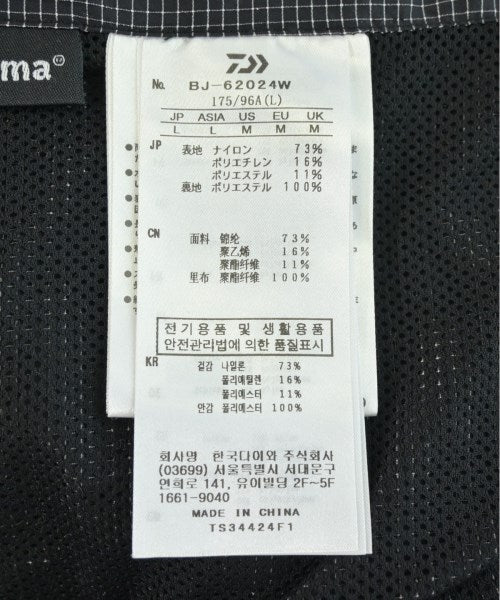 ma®
No. BJ-62024W
175/96A(L)
JP ASIA US EU UK
L L M M M
JP 表地 ナイロン 73%
ポリエチレン 16%
ポリエステル 11%
裏地 ポリエステル 100%
CN 面料 锦纶 73%
聚乙烯 16%
聚酯纤维 11%
里布 聚酯纤维 100%
전기용품 및 생활용품
안전관리법에 의한 품질표시
KR 겉감 나일론 73%
폴리에틸렌 16%
폴리에스터 11%
안감 폴리에스터 100%
회사명 한국다이와 주식회사
(03699) 서울특별시 서대문구
연희로 141, 유이빌딩 2F~5F
1661-9040
MADE IN CHINA
TS34424F1